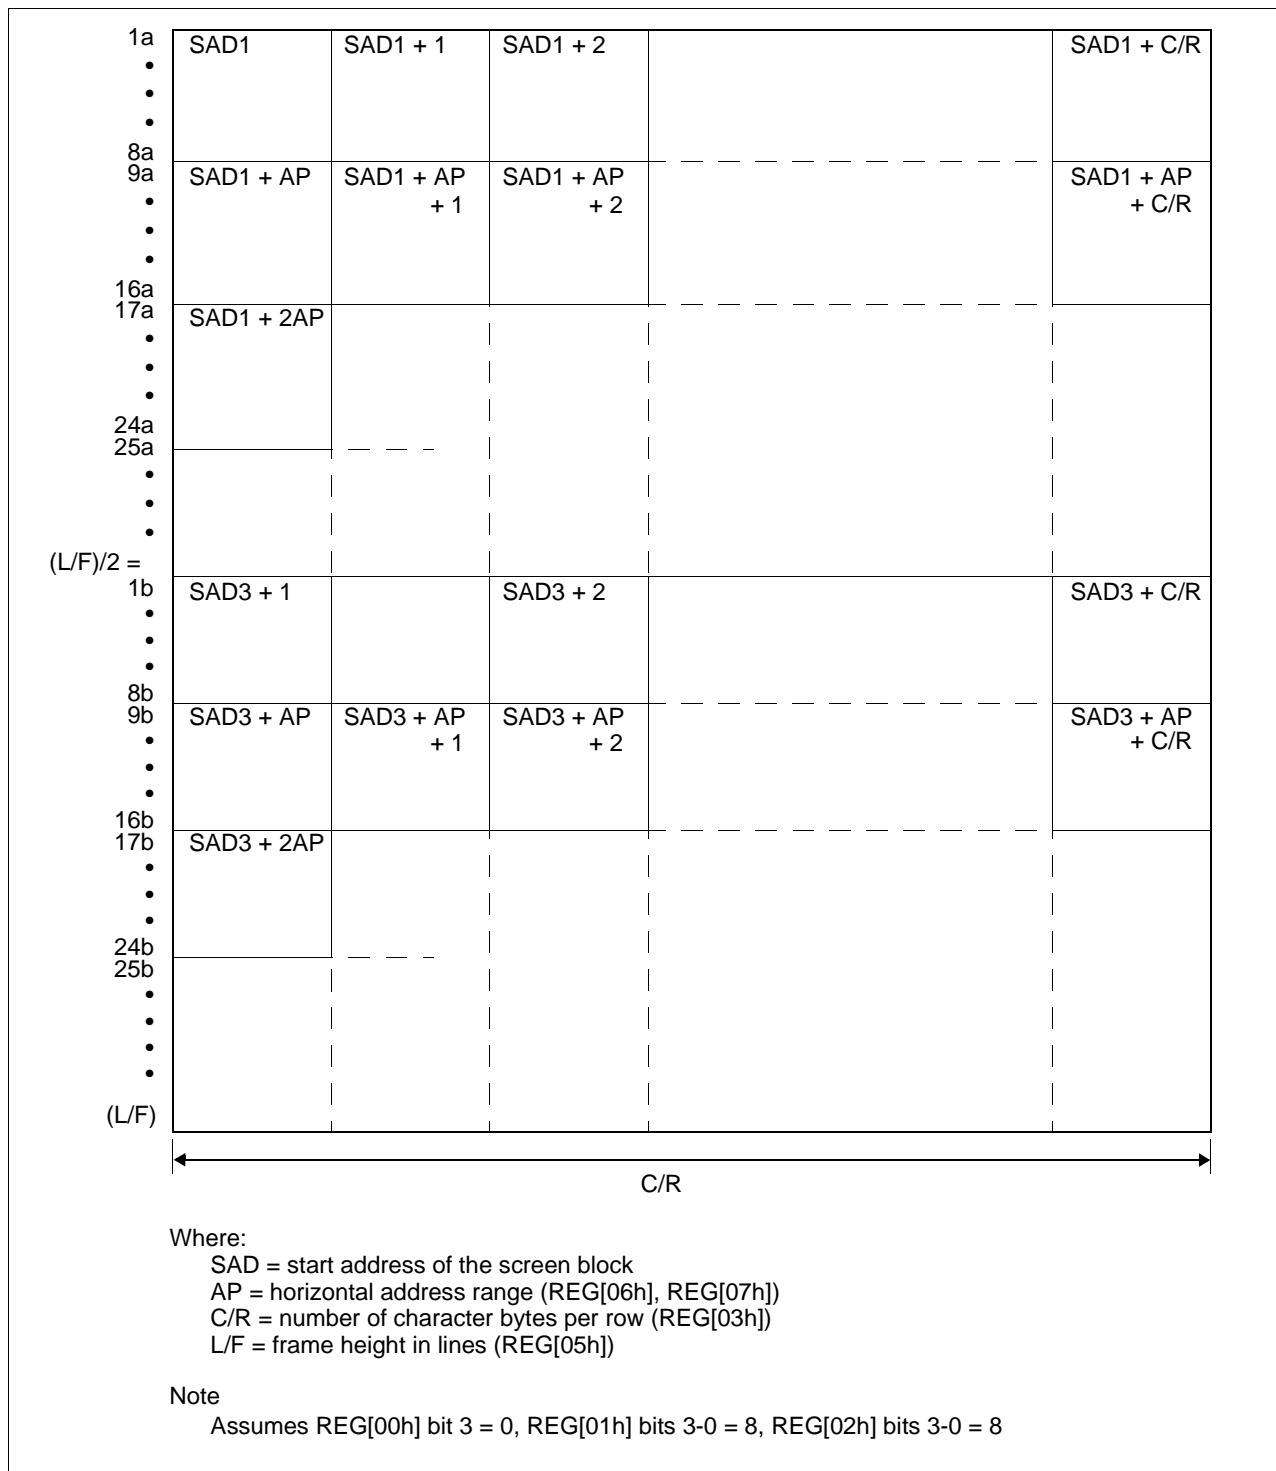 1a SAD1 SAD1 + 1 SAD1 + 2 SAD1 + C/R
•
•
•
8a
9a SAD1 + AP SAD1 + AP SAD1 + AP SAD1 + AP
• + 1 + 2 + C/R
•
•
16a
17a SAD1 + 2AP
•
•
•
24a
25a
•
•
•
(L/F)/2 =
1b SAD3 + 1 SAD3 + 2 SAD3 + C/R
•
•
•
8b
9b SAD3 + AP SAD3 + AP SAD3 + AP SAD3 + AP
• + 1 + 2 + C/R
•
•
16b
17b SAD3 + 2AP
•
•
•
24b
25b
•
•
•
•
(L/F)
C/R
Where:
SAD = start address of the screen block
AP = horizontal address range (REG[06h], REG[07h])
C/R = number of character bytes per row (REG[03h])
L/F = frame height in lines (REG[05h])
Note
Assumes REG[00h] bit 3 = 0, REG[01h] bits 3-0 = 8, REG[02h] bits 3-0 = 8